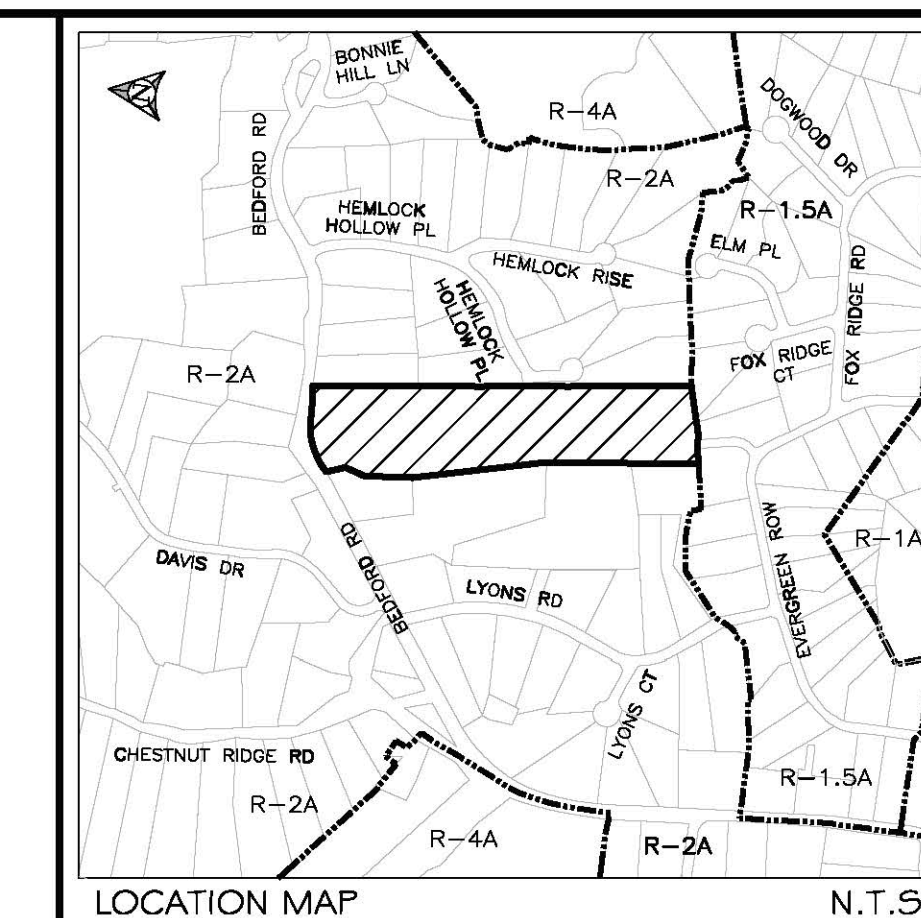 BONNIE
HILL LN
N
R-4A
DOGWOOD DR
BEDFORD RD
R-2A
R-1.5A
HEMLOCK
HOLLOW PL
ELM PL
HEMLOCK RISE
HEMLOCK
HOLLOW PL
FOX RIDGE RD
FOX RIDGE
CT
R-2A
R-1A
EVERGREEN ROW
DAVIS DR
BEDFORD RD
LYONS RD
LYONS CT
CHESTNUT RIDGE RD
R-2A
R-1.5A
R-4A
R-2A
LOCATION MAP
N.T.S